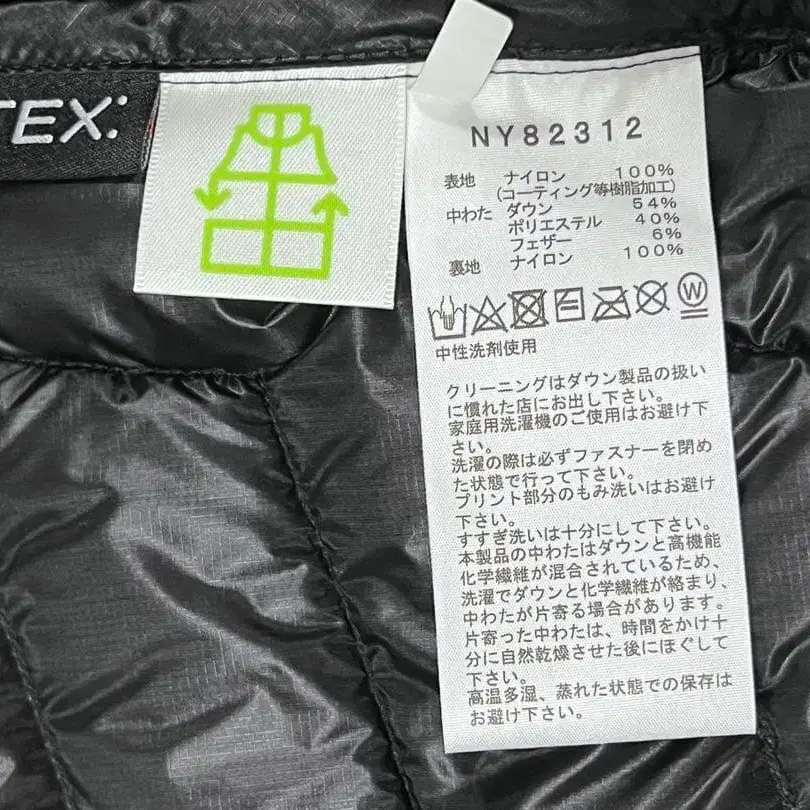 TEX:
NY82312
表地 ナイロン 100%
(コーティング等樹脂加工)
中わた ダウン 54%
ポリエステル 40%
フェザー 6%
裏地 ナイロン 100%
W
中性洗剤使用
クリーニングはダウン製品の扱い
に慣れた店にお出し下さい。
家庭用洗濯機のご使用はお避け下
さい。
洗濯の際は必ずファスナーを閉め
た状態で行って下さい。
プリント部分のもみ洗いはお避け
下さい。
すすぎ洗いは十分にして下さい。
本製品の中わたはダウンと高機能
化学繊維が混合されているため、
洗濯でダウンと化学繊維が絡まり、
中わたが片寄る場合があります。
片寄った中わたは、時間をかけ十
分に自然乾燥させた後にほぐして
下さい。
高温多湿、蒸れた状態での保存は
お避け下さい。